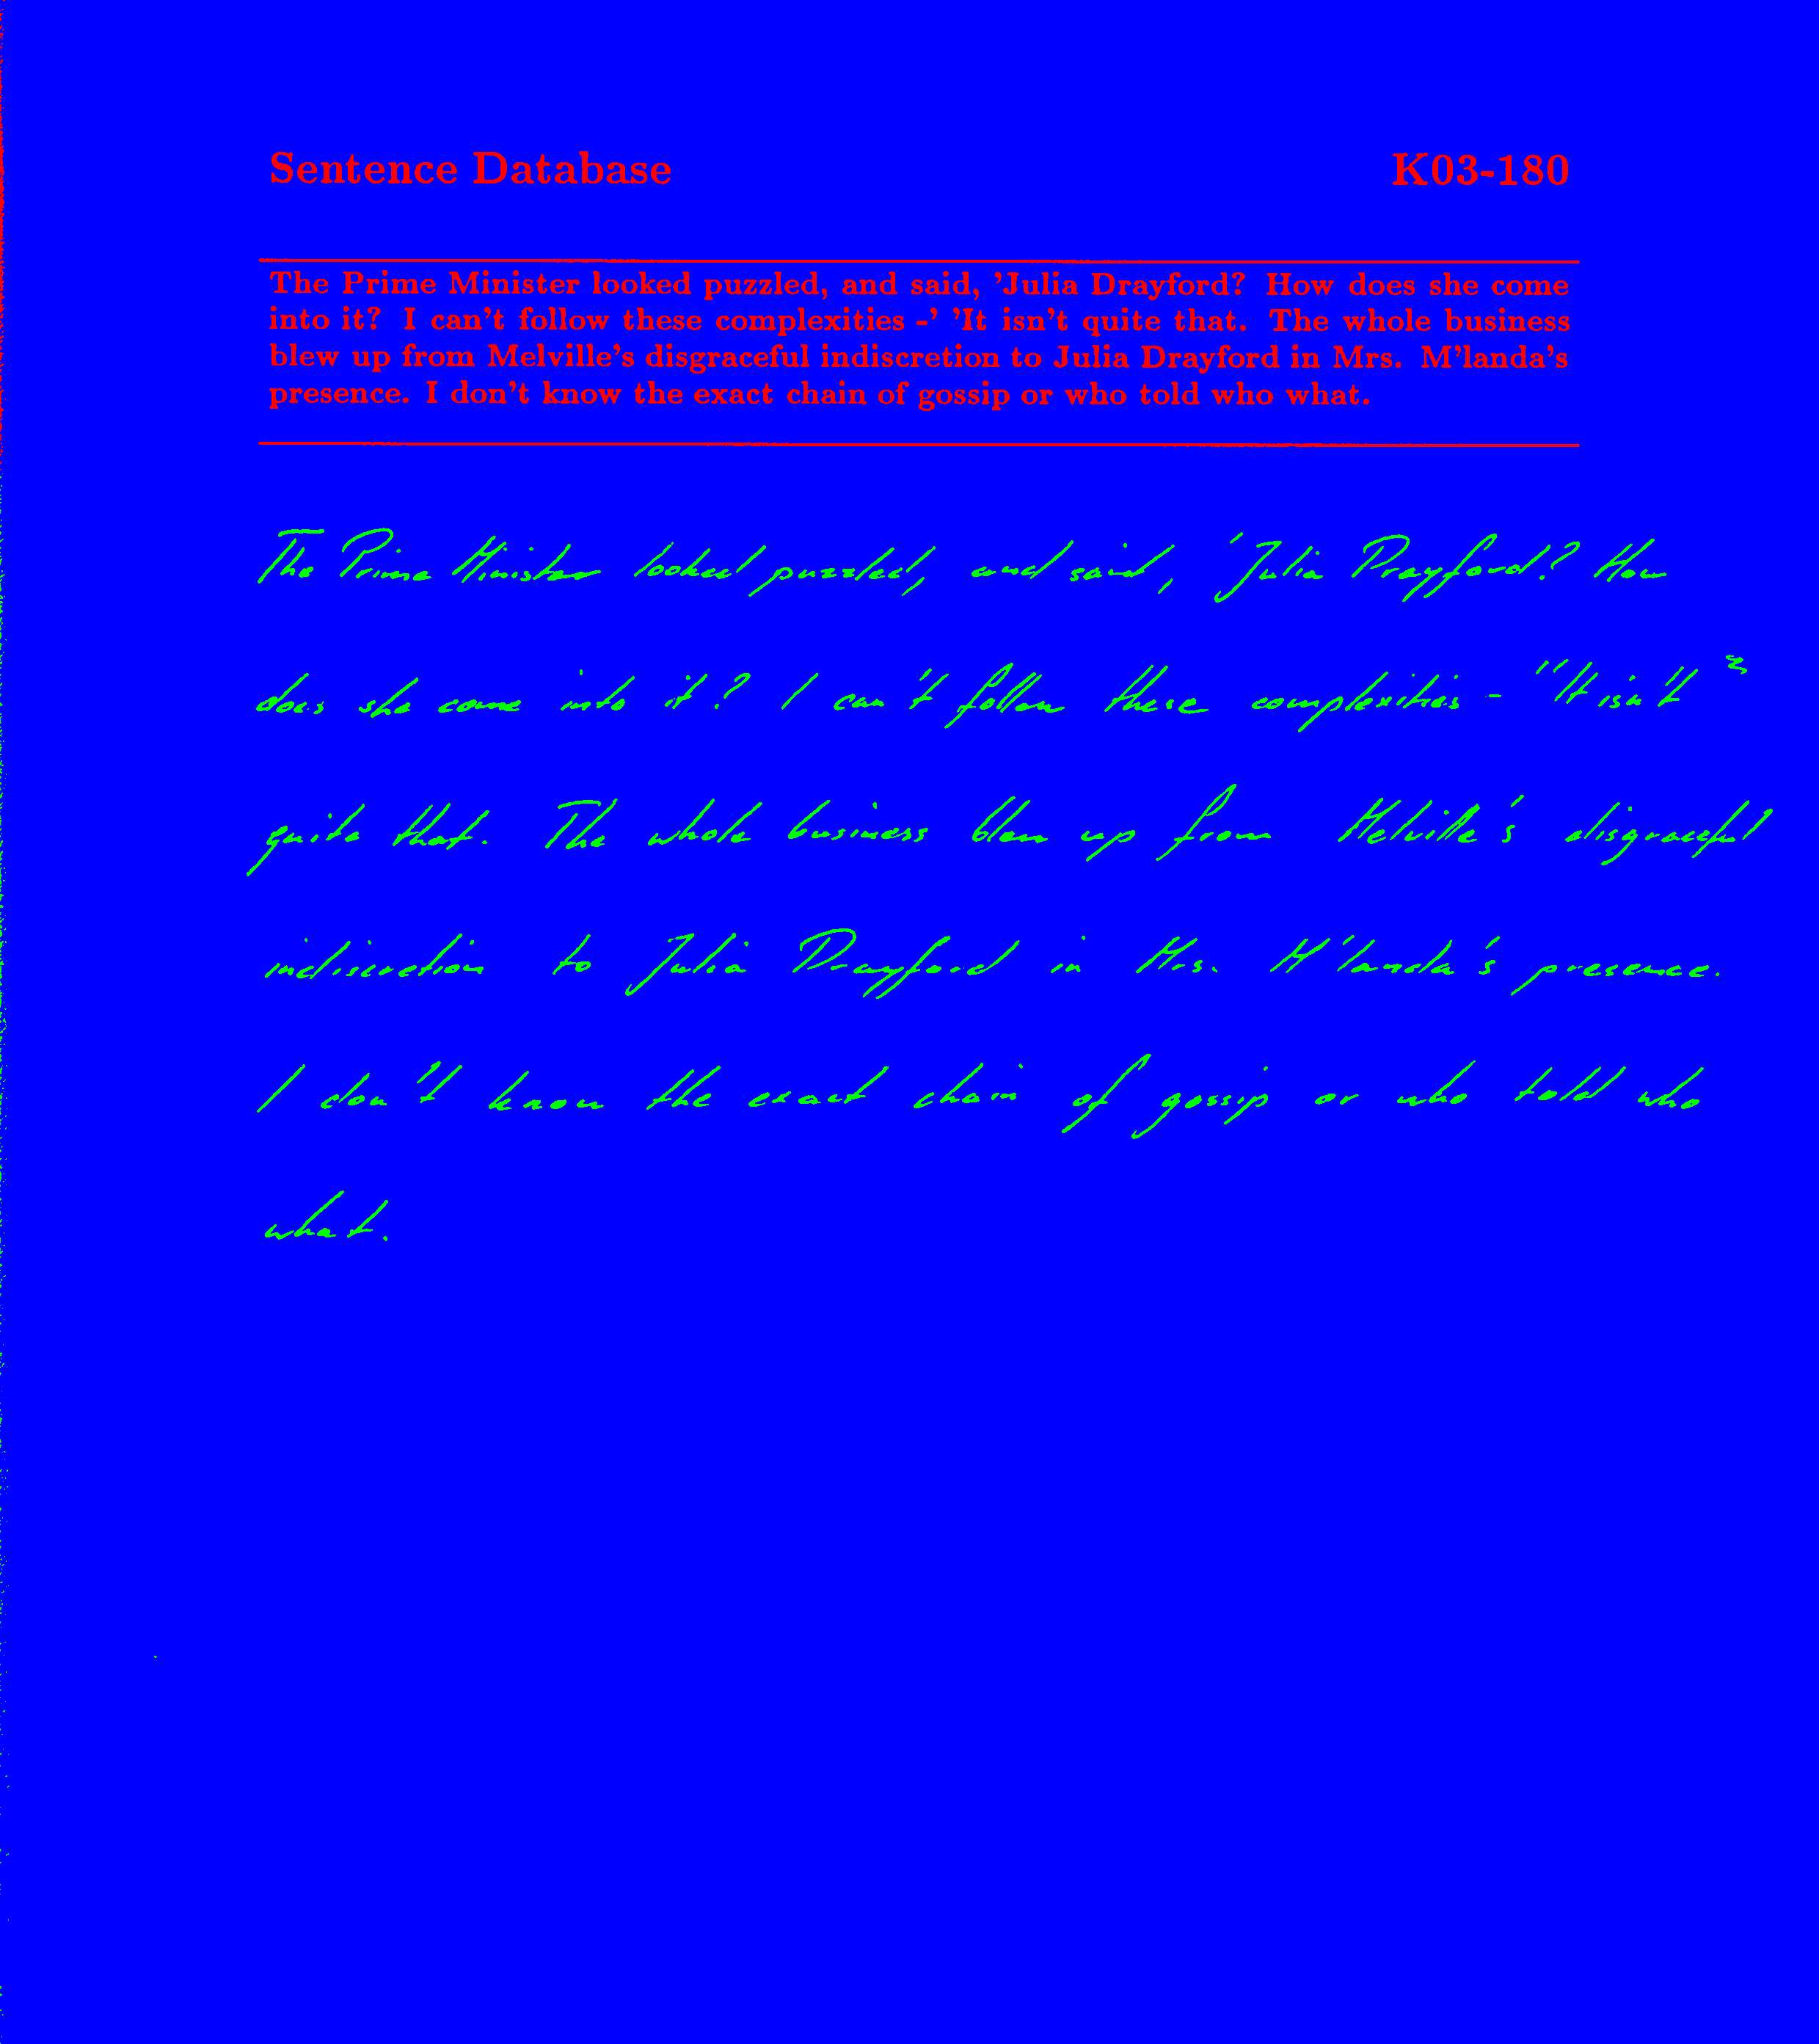 Sentence Database K03-180
The Prime Minister looked puzzled, and said, 'Julia Drayford? How does she come
into it? I can't follow these complexities -' 'It isn't quite that. The whole business
blew up from Melville's disgraceful indiscretion to Julia Drayford in Mrs. M'landa's
presence. I don't know the exact chain of gossip or who told who what.
The Prime Minister looked puzzled, and said, 'Julia Drayford? How
does she come into it? I can't follow these complexities - ''It isn't
quite that. The whole business blew up from Melville's disgraceful
indiscretion to Julia Drayford in Mrs. M'landa's presence.
I don't know the exact chain of gossip or who told who
what.